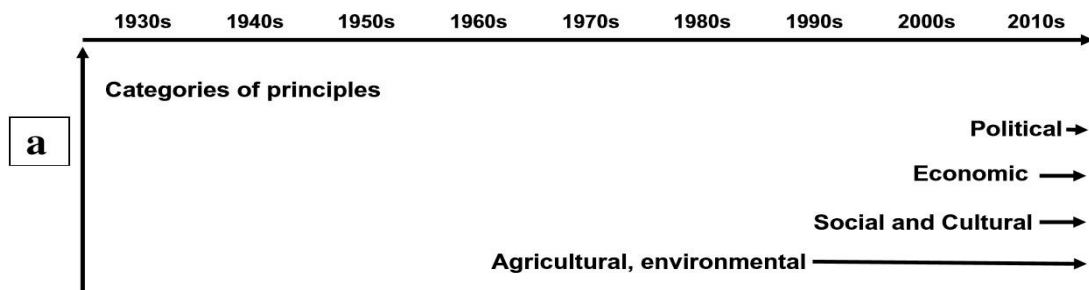 1930s 1940s 1950s 1960s 1970s 1980s 1990s 2000s 2010s
Categories of principles
a
Political
Economic
Social and Cultural
Agricultural, environmental